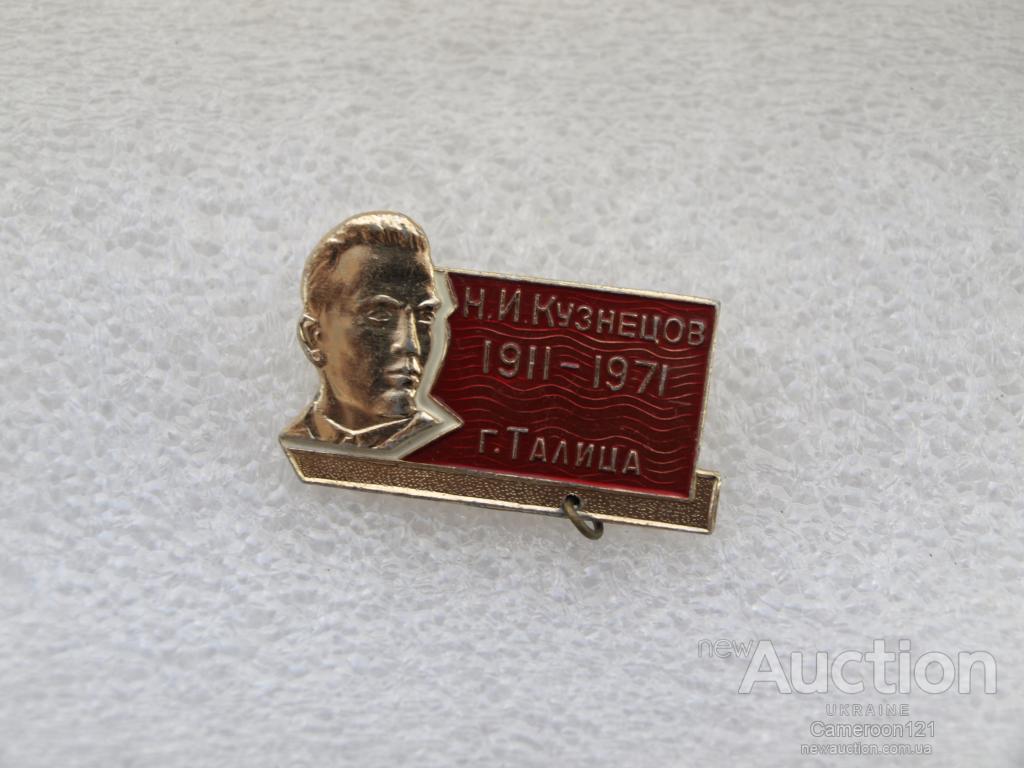 Н.И.Кузнецов
1911-1971
г.Талица
newAuction
UKRAINE
Cameroon121
newauction.com.ua